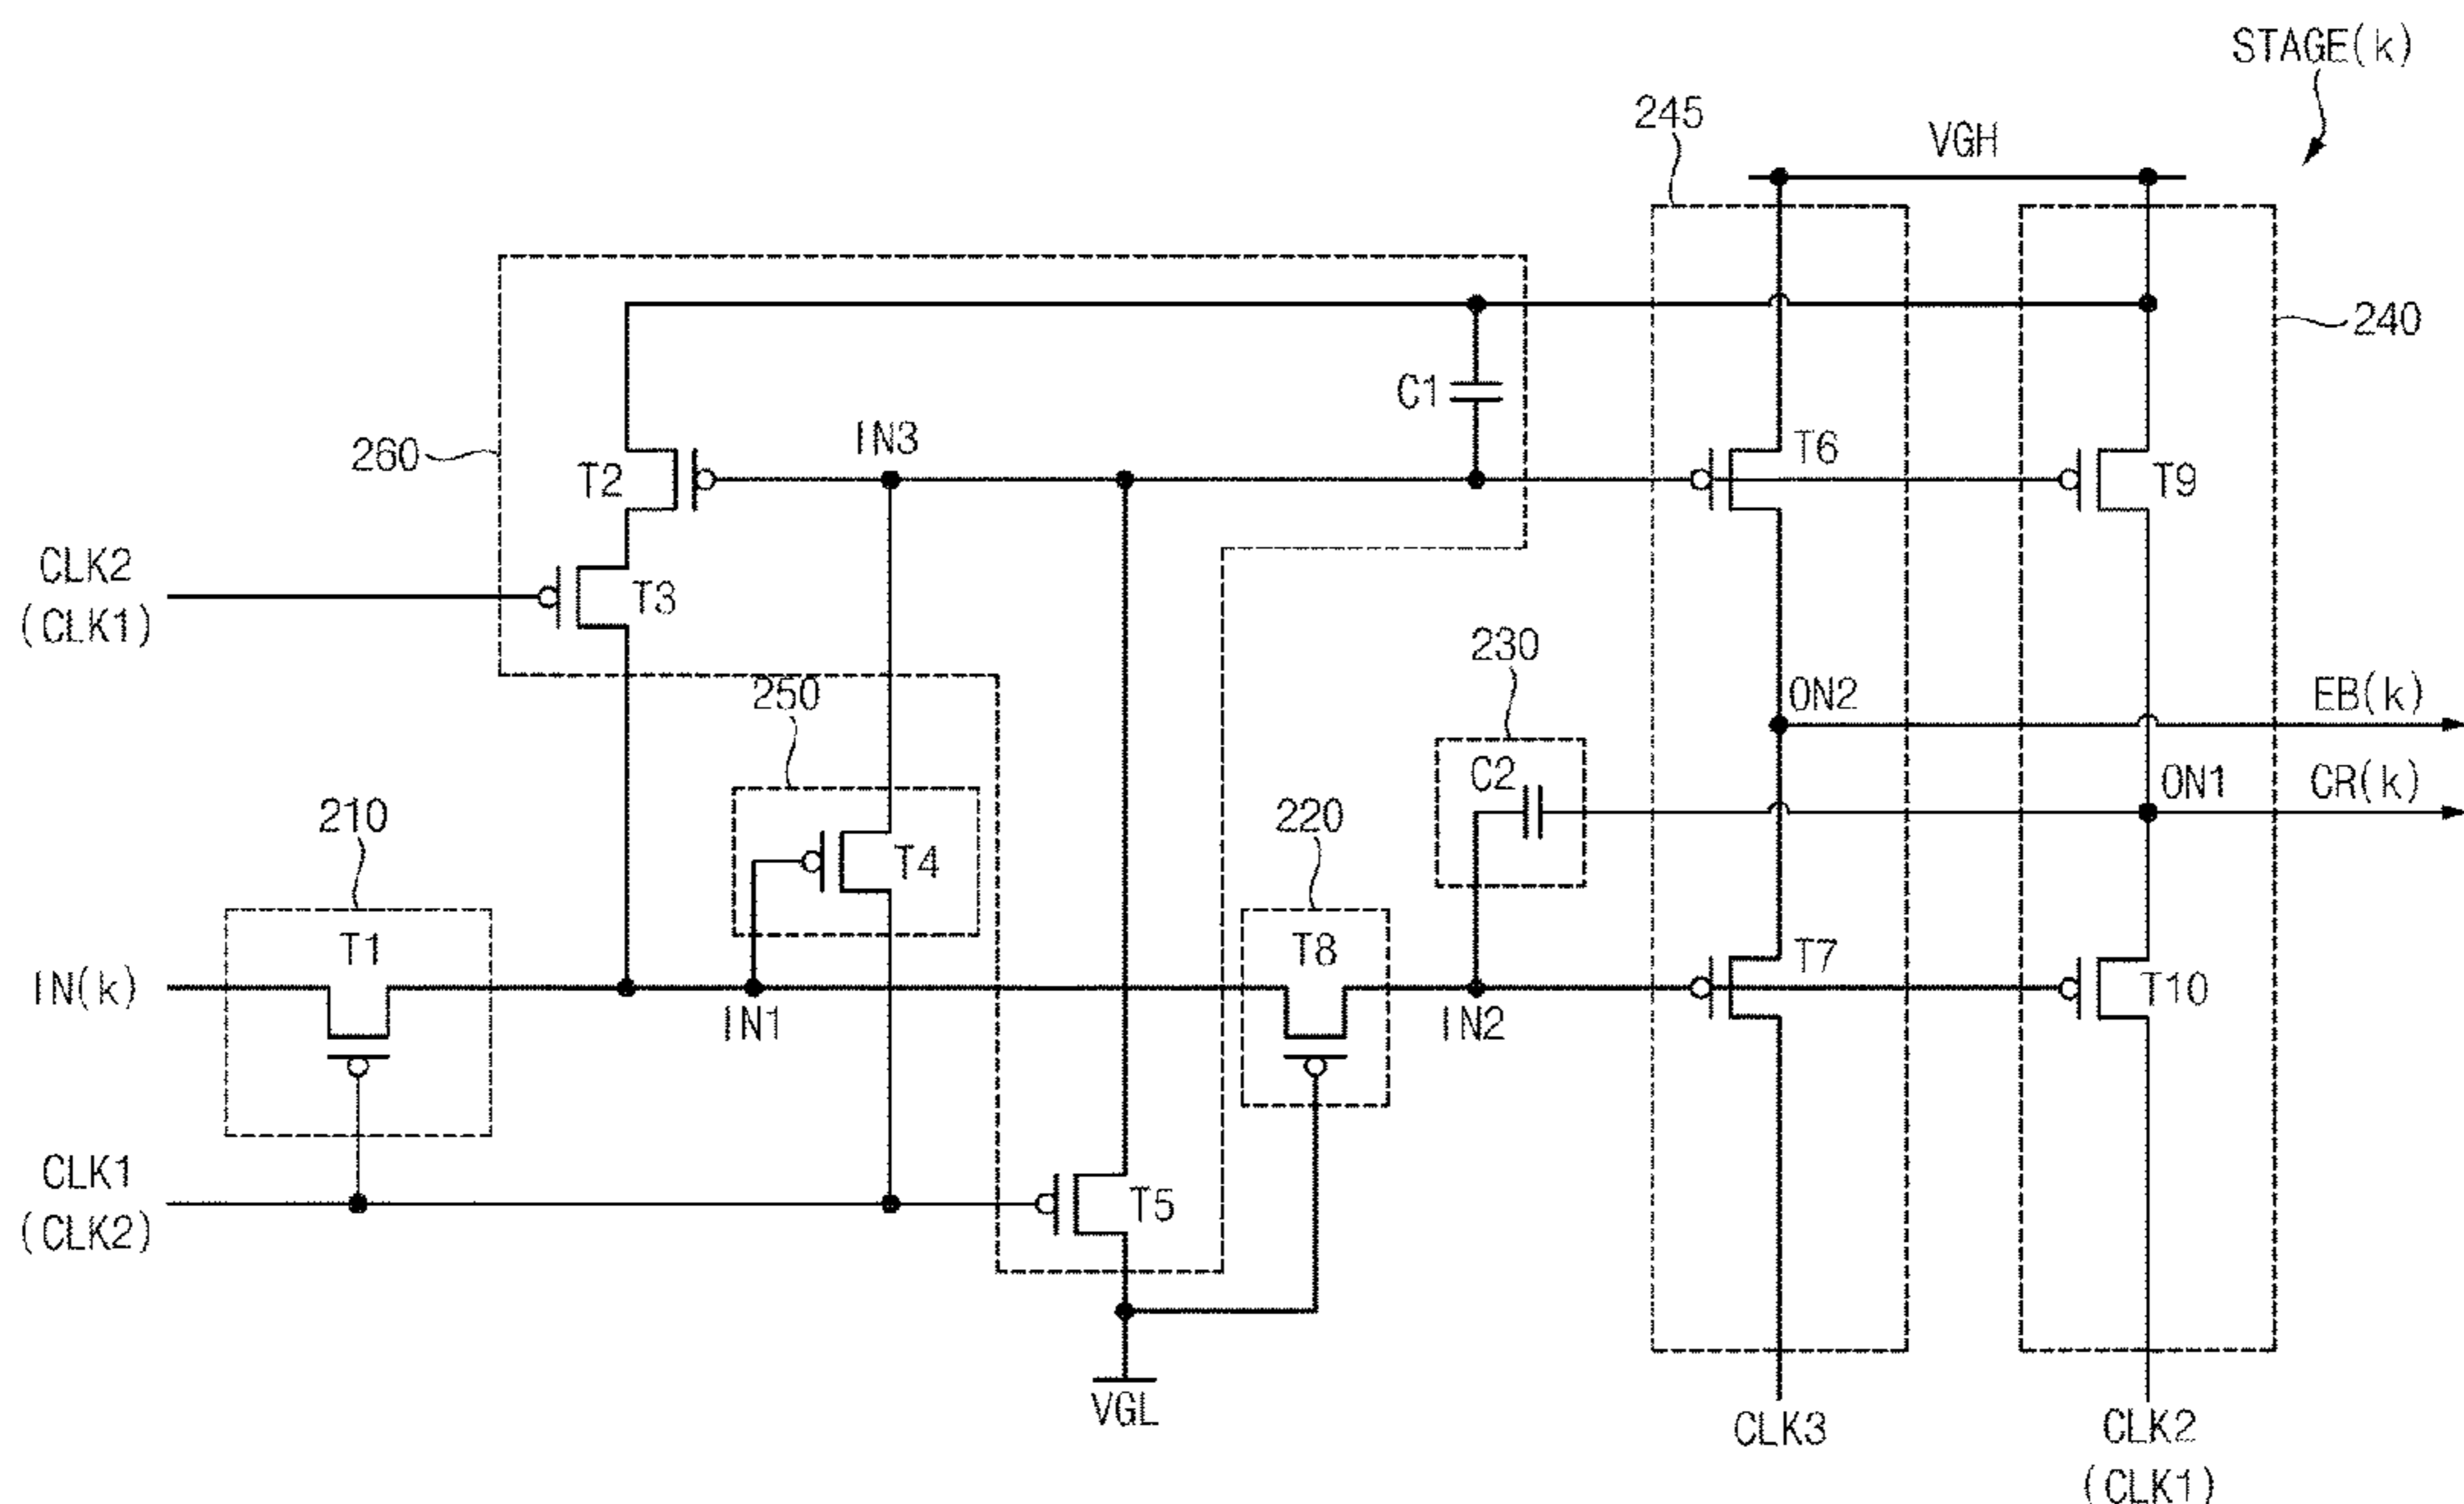 STAGE(k)
245
VGH
240
C1
260
IN3
T6
T2
T9
CLK2
(CLK1)
T3
230
250
ON2
EB(k)
C2
ON1
CR(k)
210
220
T4
T1
T8
T7
IN(k)
T10
IN1
IN2
CLK1
(CLK2)
T5
VGL
CLK3
CLK2
(CLK1)